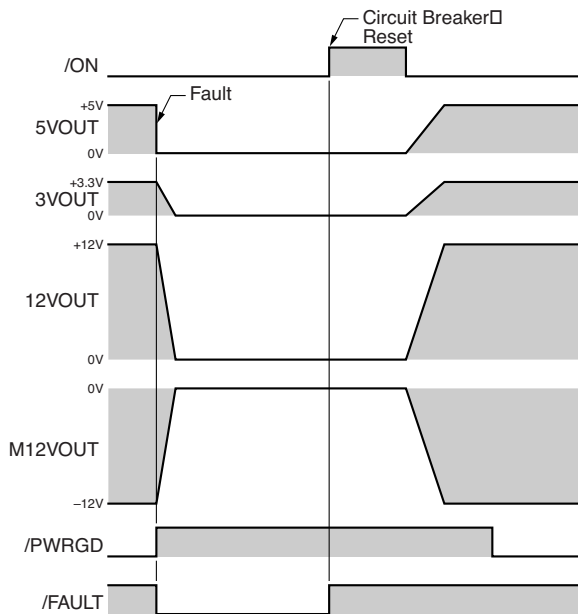 Circuit Breaker□
Reset
/ON
+5V
Fault
5VOUT
0V
+3.3V
3VOUT
0V
+12V
12VOUT
0V
0V
M12VOUT
–12V
/PWRGD
/FAULT